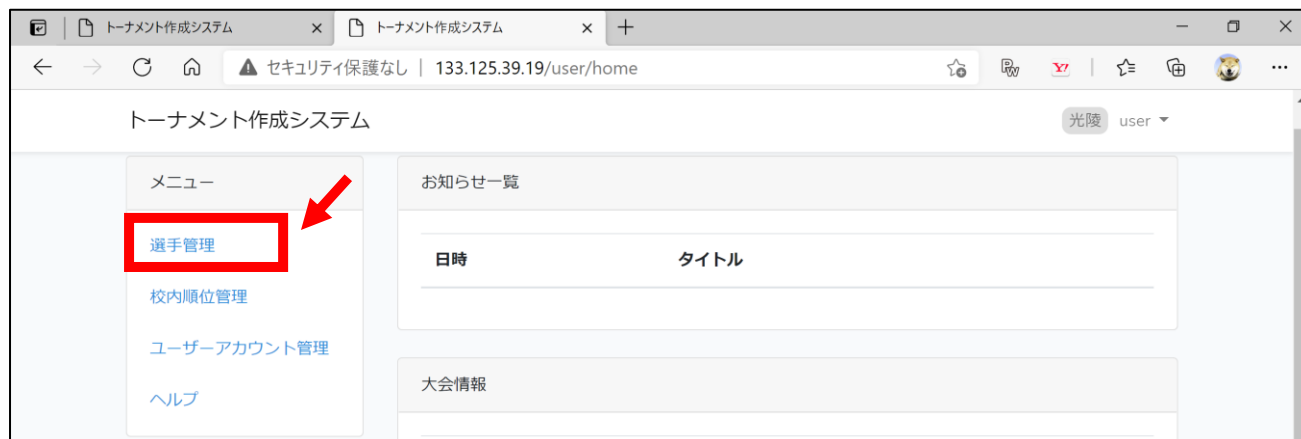 トーナメント作成システム
トーナメント作成システム
セキュリティ保護なし | 133.125.39.19/user/home
トーナメント作成システム
光陵 user
メニュー
選手管理
校内順位管理
ユーザーアカウント管理
ヘルプ
お知らせ一覧
日時 タイトル
大会情報